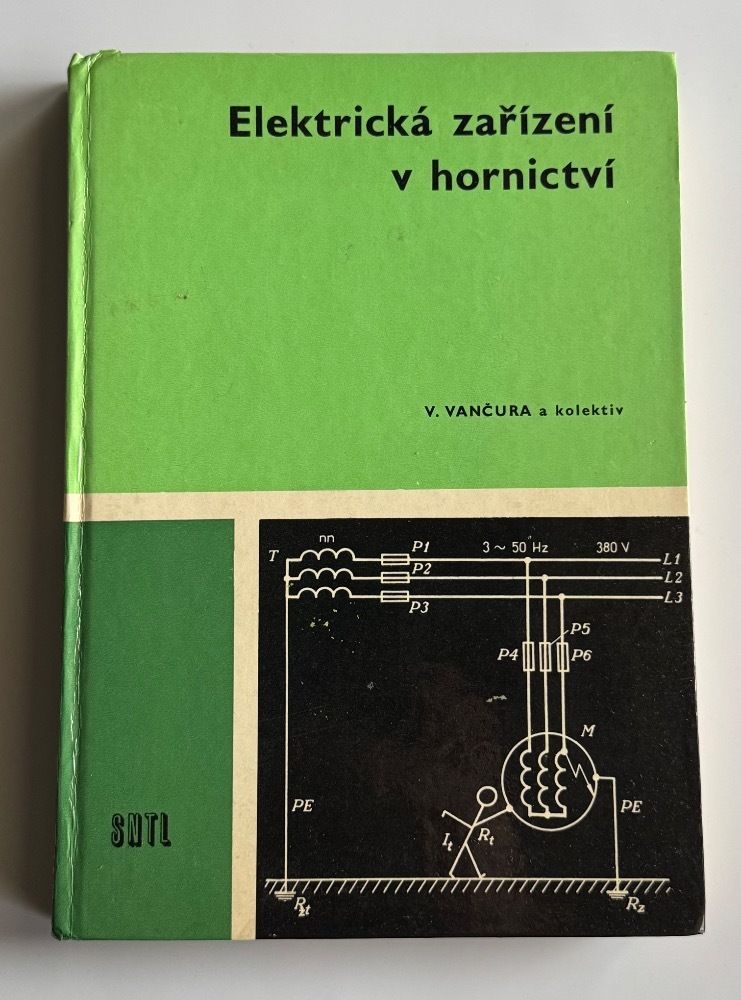 Elektrická zařízení
v hornictví
V. VANČURA a kolektiv
nn
T
P1
3 ~ 50 Hz
380 V
L1
P2
L2
P3
L3
P5
P4
P6
M
PE
PE
SNTL
It
Rt
Rz